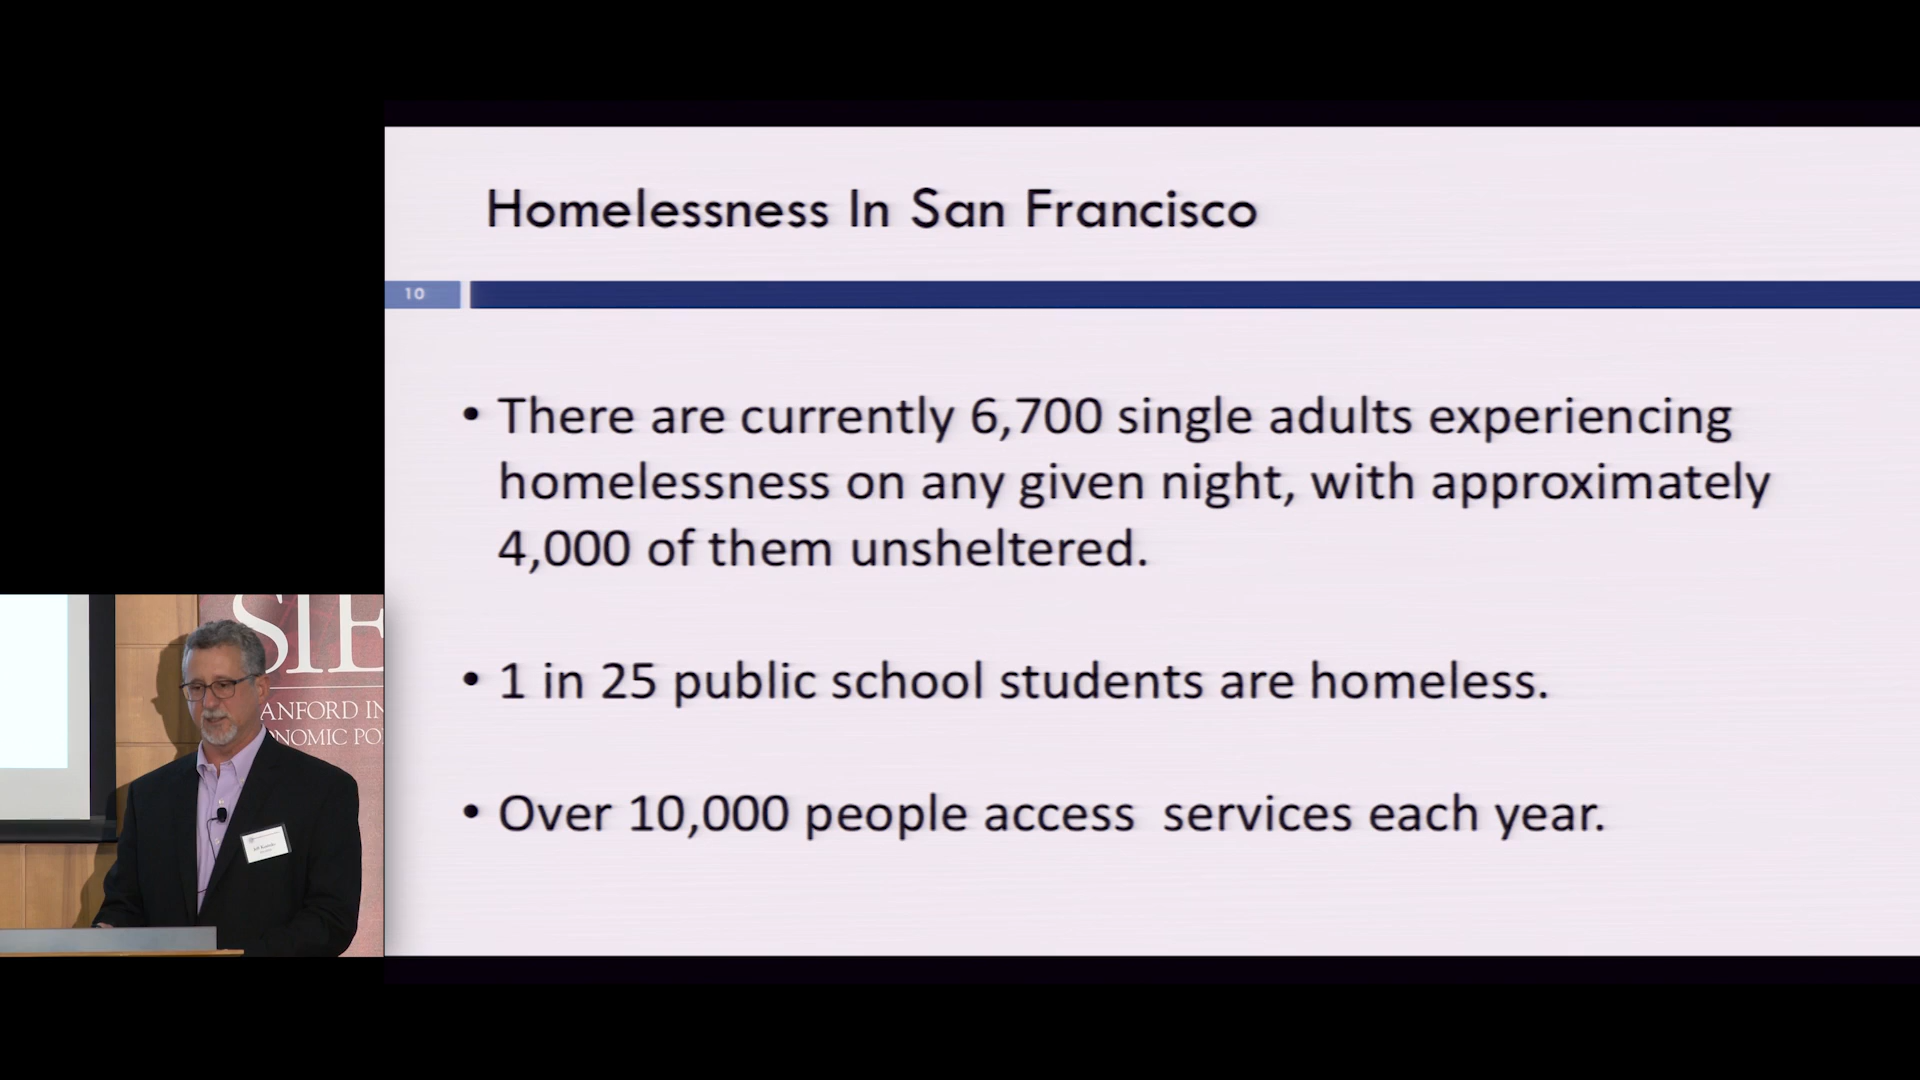 Homelessness In San Francisco
10
• There are currently 6,700 single adults experiencing
homelessness on any given night, with approximately
4,000 of them unsheltered.
• 1 in 25 public school students are homeless.
• Over 10,000 people access  services each year.
SIE
ANFORD IN
ONOMIC PO